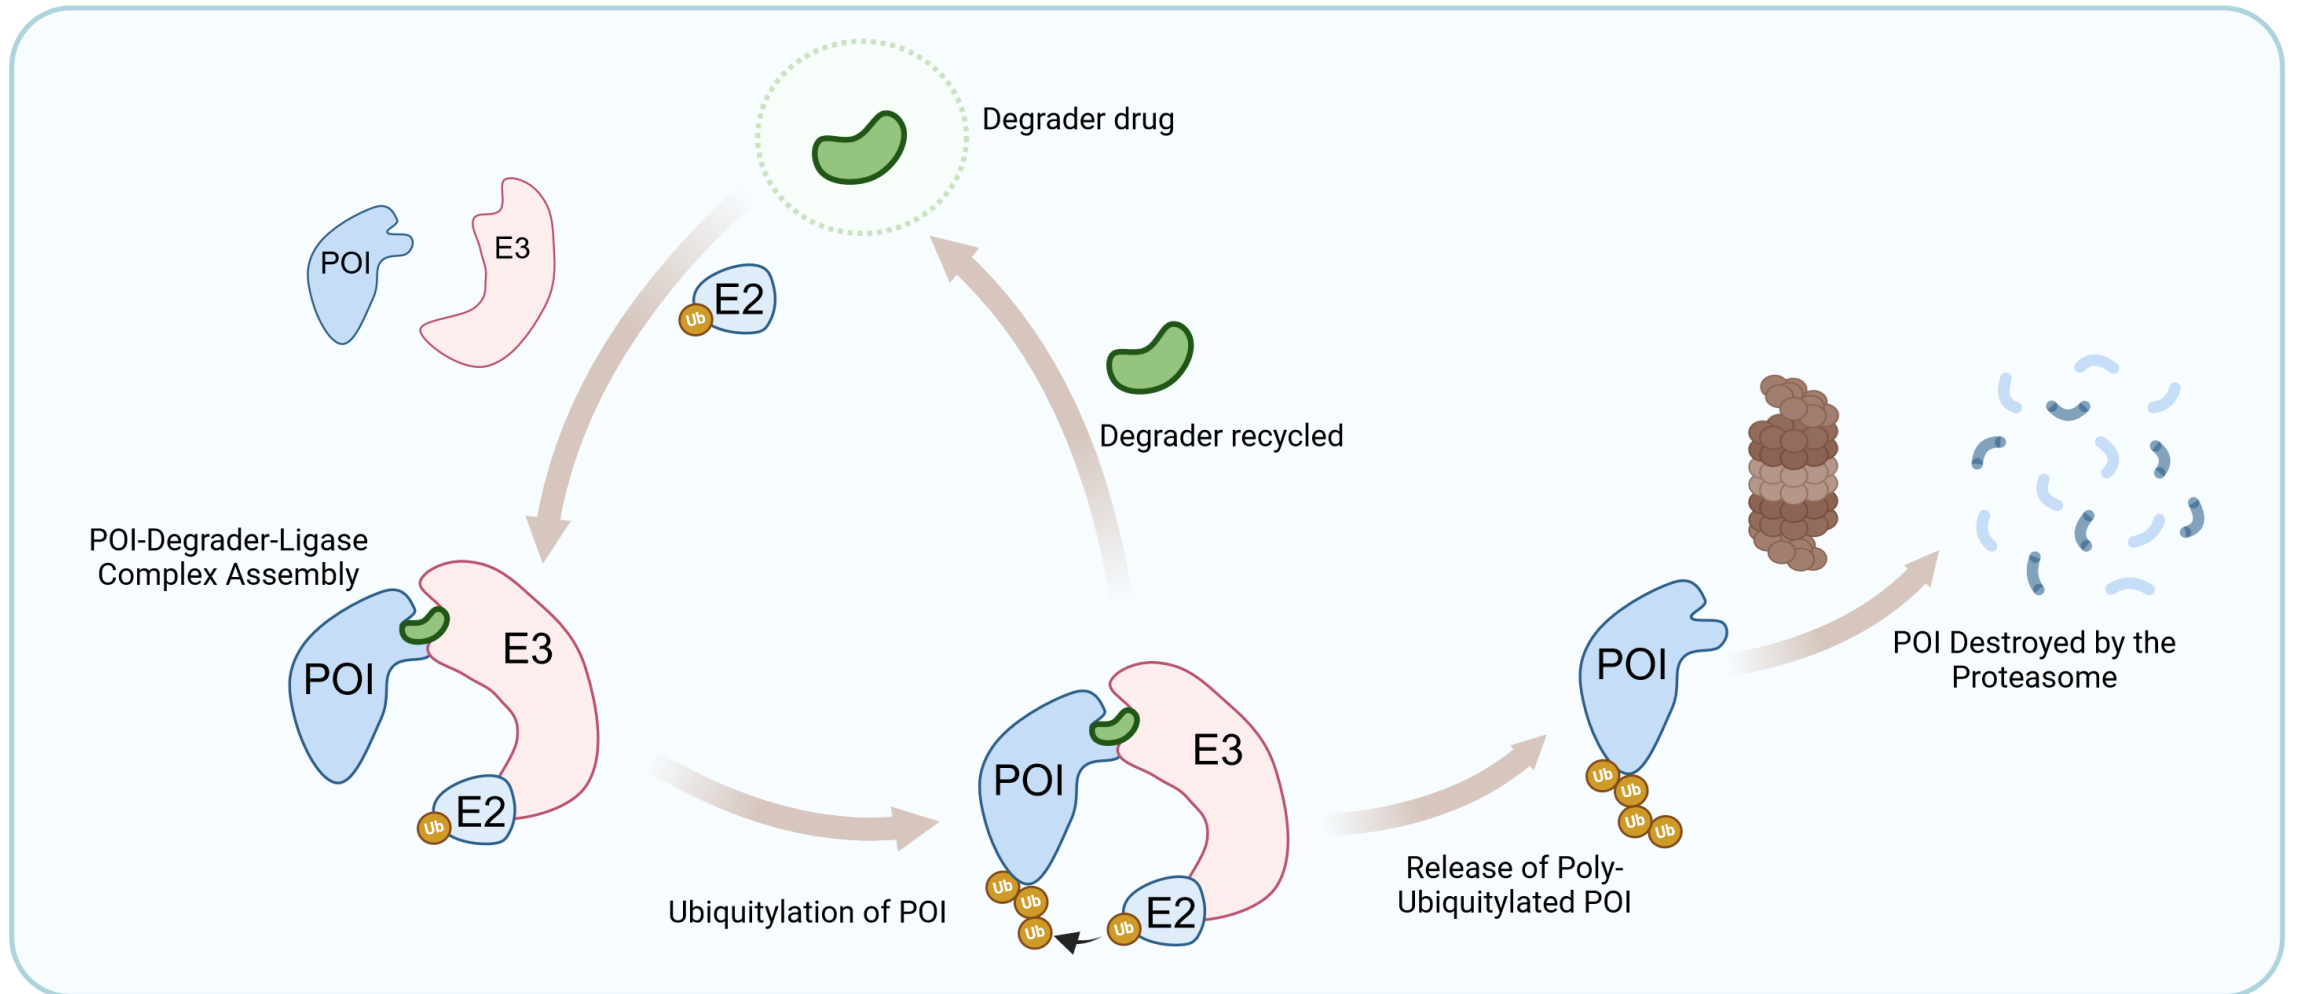 Degrader drug
POI
E3
E2
Ub
Degrader recycled
POI-Degrader-Ligase
Complex Assembly
POI
E3
E2
Ub
Ubiquitylation of POI
POI
E3
E2
Ub
Ub
Ub
Ub
Release of Poly-
Ubiquitylated POI
POI
Ub
Ub
Ub
Ub
POI Destroyed by the
Proteasome